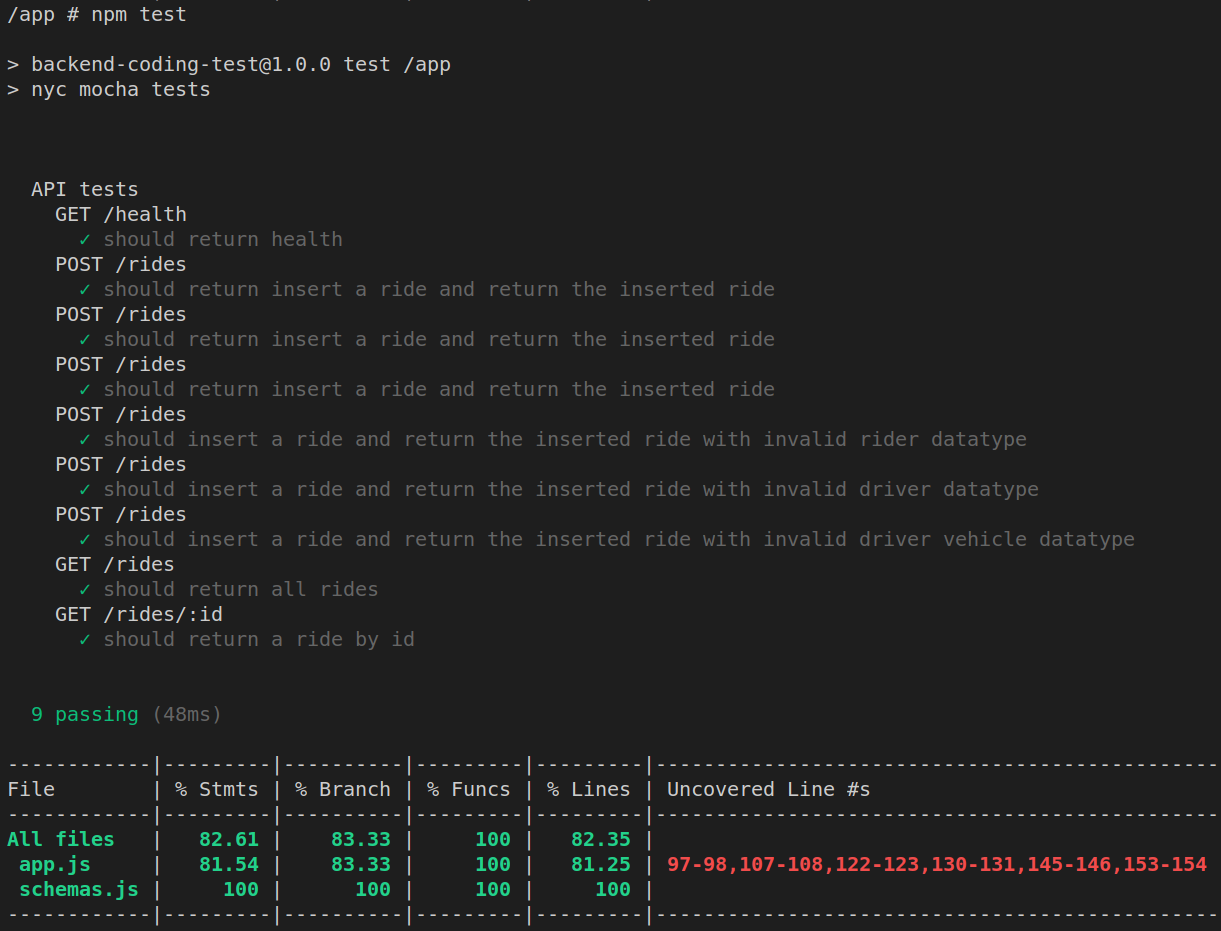 /app # npm test
> backend-coding-test@1.0.0 test /app
> nyc mocha tests
API tests
GET /health
✓ should return health
POST /rides
✓ should return insert a ride and return the inserted ride
POST /rides
✓ should return insert a ride and return the inserted ride
POST /rides
✓ should return insert a ride and return the inserted ride
POST /rides
✓ should insert a ride and return the inserted ride with invalid rider datatype
POST /rides
✓ should insert a ride and return the inserted ride with invalid driver datatype
POST /rides
✓ should insert a ride and return the inserted ride with invalid driver vehicle datatype
GET /rides
✓ should return all rides
GET /rides/:id
✓ should return a ride by id
9 passing (48ms)
------------|---------|----------|---------|---------|-----------------------------------------------
File        | % Stmts | % Branch | % Funcs | % Lines | Uncovered Line #s
------------|---------|----------|---------|---------|-----------------------------------------------
All files   |   82.61 |    83.33 |     100 |   82.35 |
 app.js     |   81.54 |    83.33 |     100 |   81.25 | 97-98,107-108,122-123,130-131,145-146,153-154
 schemas.js |     100 |      100 |     100 |     100 |
------------|---------|----------|---------|---------|-----------------------------------------------